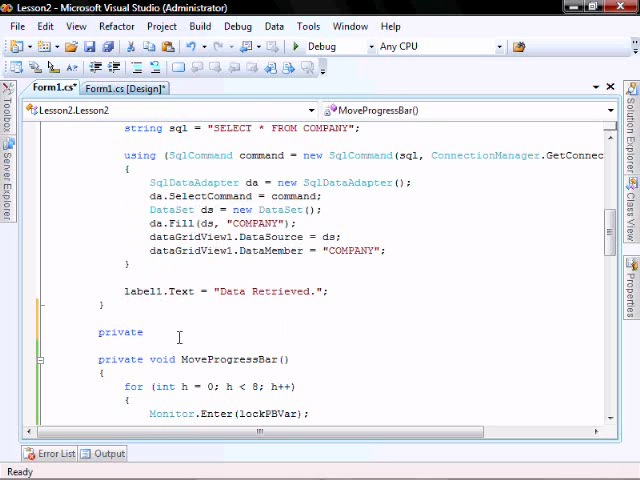 Lesson2 - Microsoft Visual Studio (Administrator)
File Edit View Refactor Project Build Debug Data Tools Test Window Help
Debug Any CPU
Form1.cs* Form1.cs [Design]*
Lesson2.Lesson2 MoveProgressBar()
string sql = "SELECT * FROM COMPANY";
using (SqlCommand command = new SqlCommand(sql, ConnectionManager.GetConnec
{
SqlDataAdapter da = new SqlDataAdapter();
da.SelectCommand = command;
DataSet ds = new DataSet();
da.Fill(ds, "COMPANY");
dataGridView1.DataSource = ds;
dataGridView1.DataMember = "COMPANY";
}
label1.Text = "Data Retrieved.";
}
private
private void MoveProgressBar()
{
for (int h = 0; h < 8; h++)
{
Monitor.Enter(lockPBVar);
Toolbox
Server Explorer
Solution Explorer
Class View
Properties
Error List Output
Ready